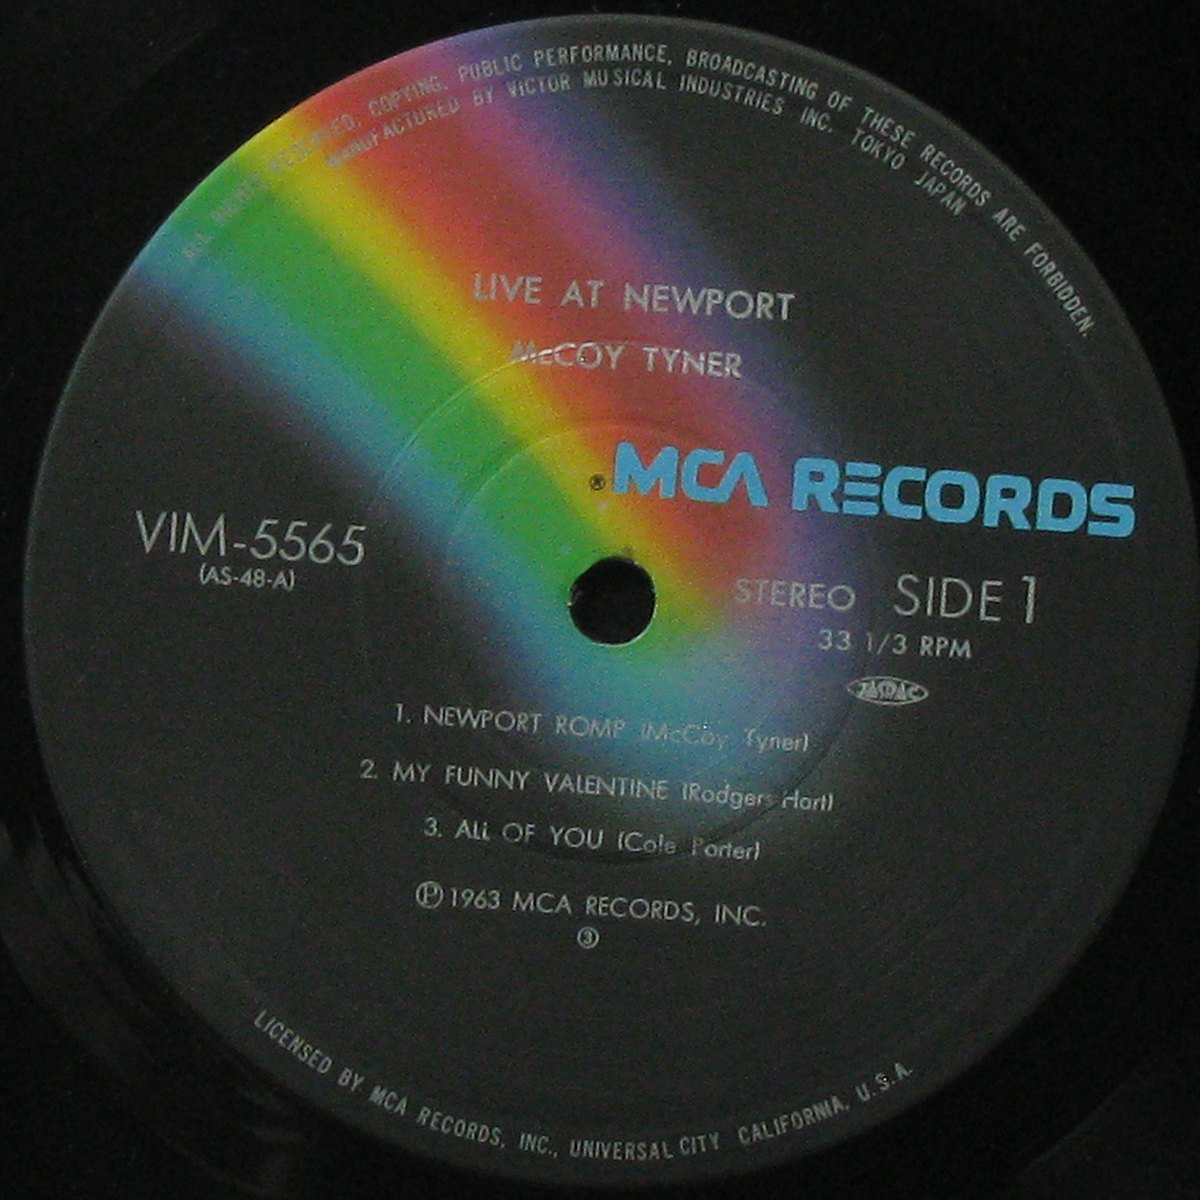 ALL RIGHTS RESERVED. COPYING, PUBLIC PERFORMANCE, BROADCASTING OF THESE RECORDS ARE FORBIDDEN.
MANUFACTURED BY VICTOR MUSICAL INDUSTRIES INC. TOKYO JAPAN
LIVE AT NEWPORT
McCOY TYNER
® MCA RECORDS
VIM-5565
(AS-48-A)
STEREO SIDE 1
33 1/3 RPM
JASRAC
1. NEWPORT ROMP (McCoy Tyner)
2. MY FUNNY VALENTINE (Rodgers-Hart)
3. ALL OF YOU (Cole Porter)
Ⓟ 1963 MCA RECORDS, INC.
③
LICENSED BY MCA RECORDS, INC., UNIVERSAL CITY CALIFORNIA, U.S.A.